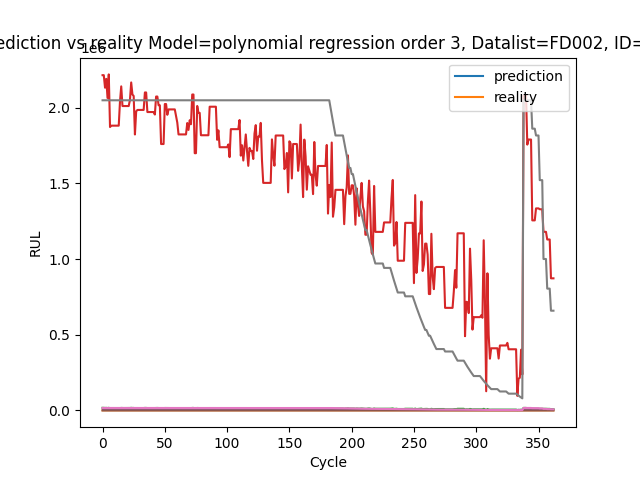 ediction vs reality Model=polynomial regression order 3, Datalist=FD002, ID=
1e6
prediction
reality
RUL
2.0
1.5
1.0
0.5
0.0
0 50 100 150 200 250 300 350
Cycle